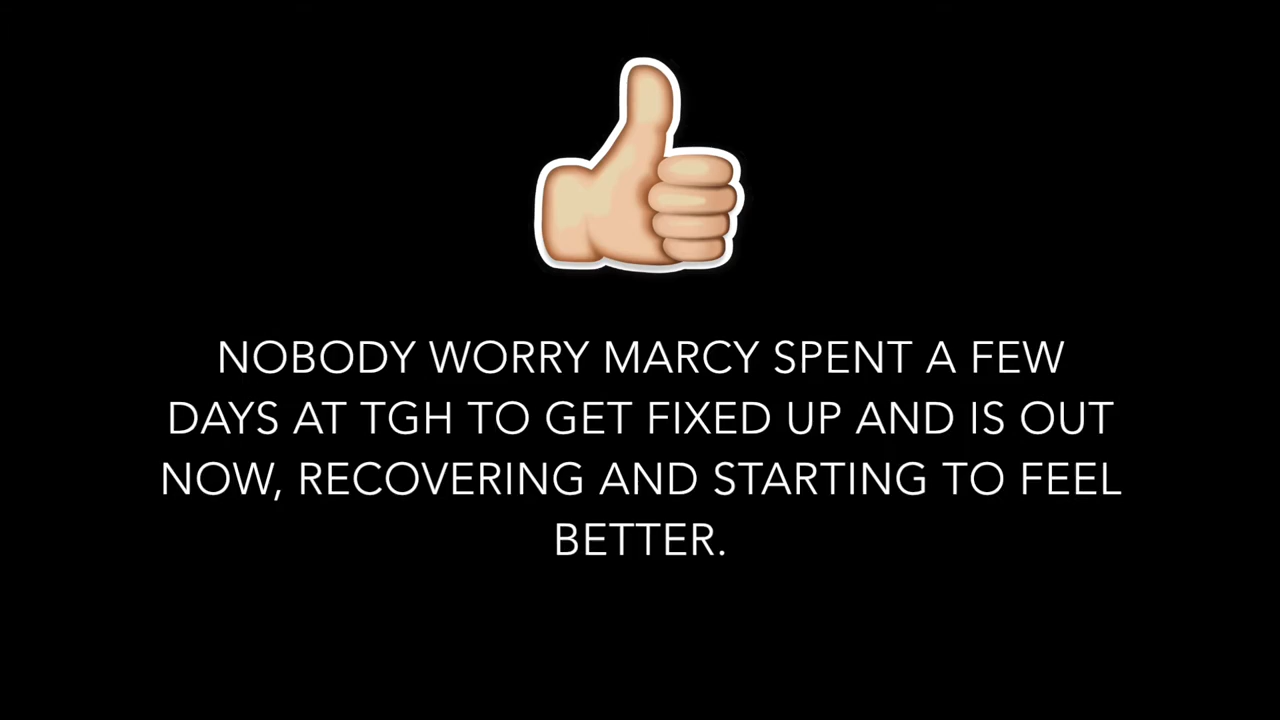 NOBODY WORRY MARCY SPENT A FEW
DAYS AT TGH TO GET FIXED UP AND IS OUT
NOW, RECOVERING AND STARTING TO FEEL
BETTER.